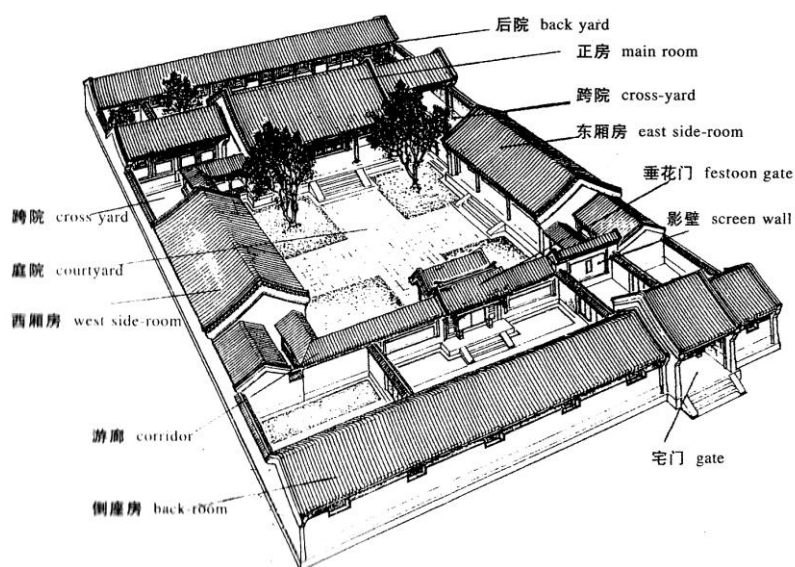 后院 back yard
正房 main room
跨院 cross-yard
东厢房 east side-room
垂花门 festoon gate
影壁 screen wall
跨院 cross yard
庭院 courtyard
西厢房 west side-room
游廊 corridor
倒座房 back-room
宅门 gate